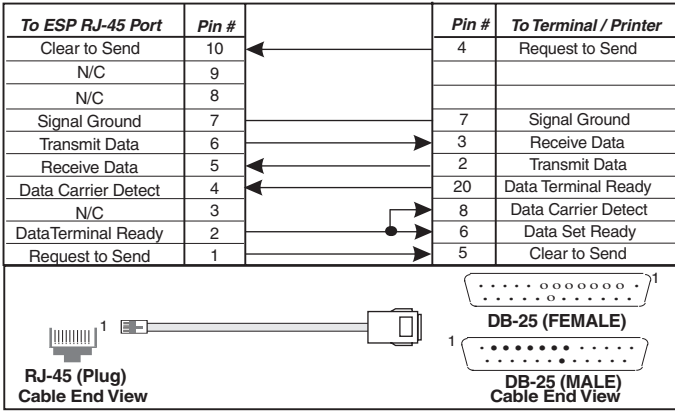 To ESP RJ-45 Port Pin # Pin # To Terminal / Printer
Clear to Send 10 4 Request to Send
N/C 9
N/C 8
Signal Ground 7 7 Signal Ground
Transmit Data 6 3 Receive Data
Receive Data 5 2 Transmit Data
Data Carrier Detect 4 20 Data Terminal Ready
N/C 3 8 Data Carrier Detect
DataTerminal Ready 2 6 Data Set Ready
Request to Send 1 5 Clear to Send
1
DB-25 (FEMALE)
1
1
RJ-45 (Plug)
Cable End View
DB-25 (MALE)
Cable End View